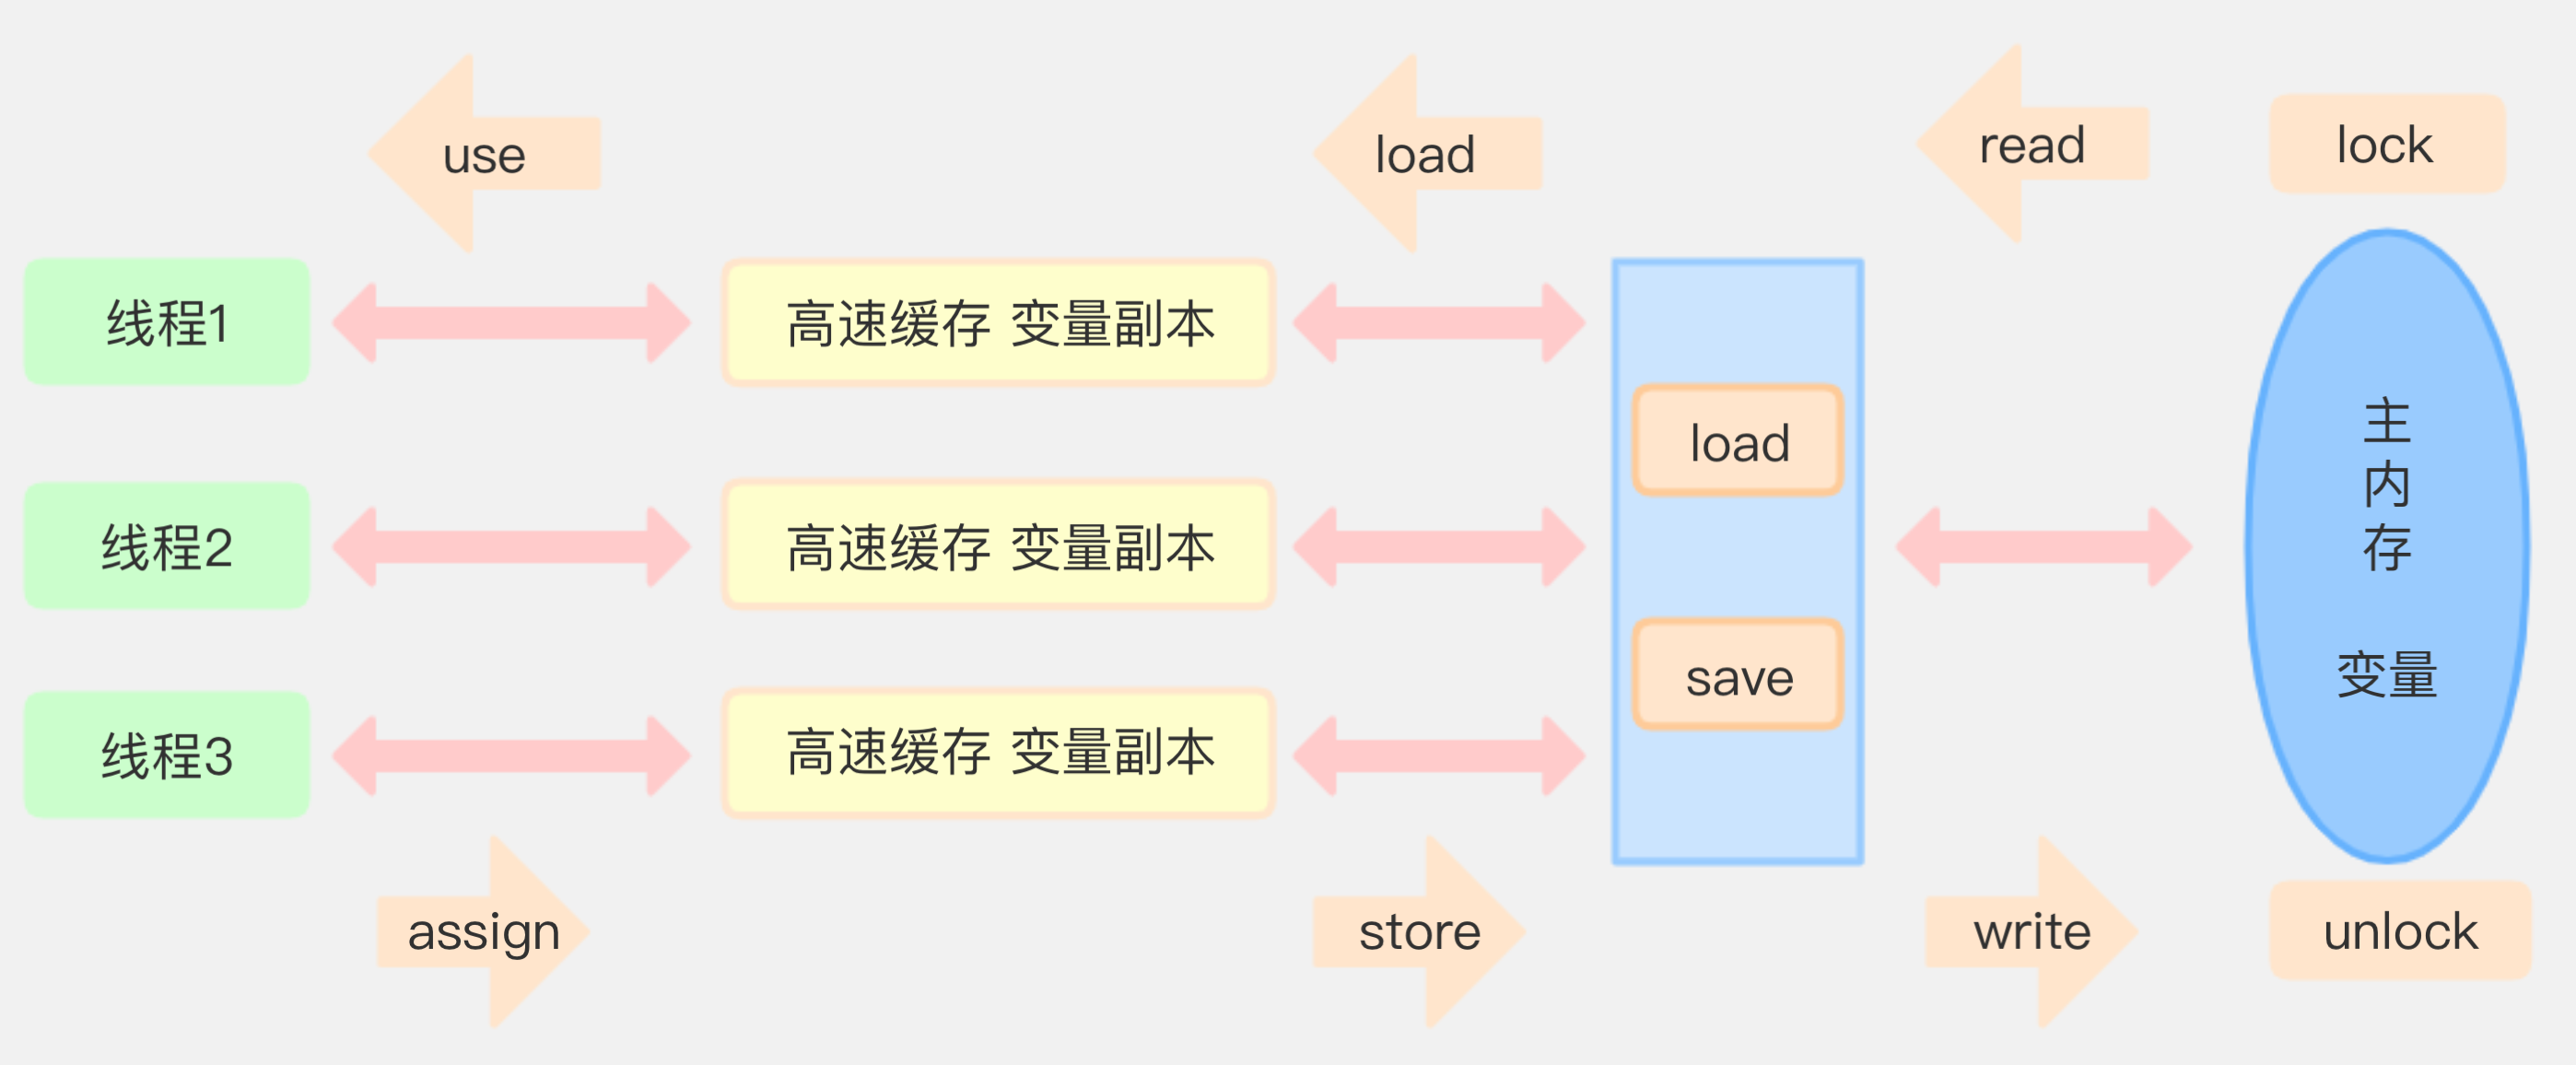 use
load
read
lock
线程1
高速缓存 变量副本
load
主
内
存
变量
线程2
高速缓存 变量副本
save
线程3
高速缓存 变量副本
assign
store
write
unlock